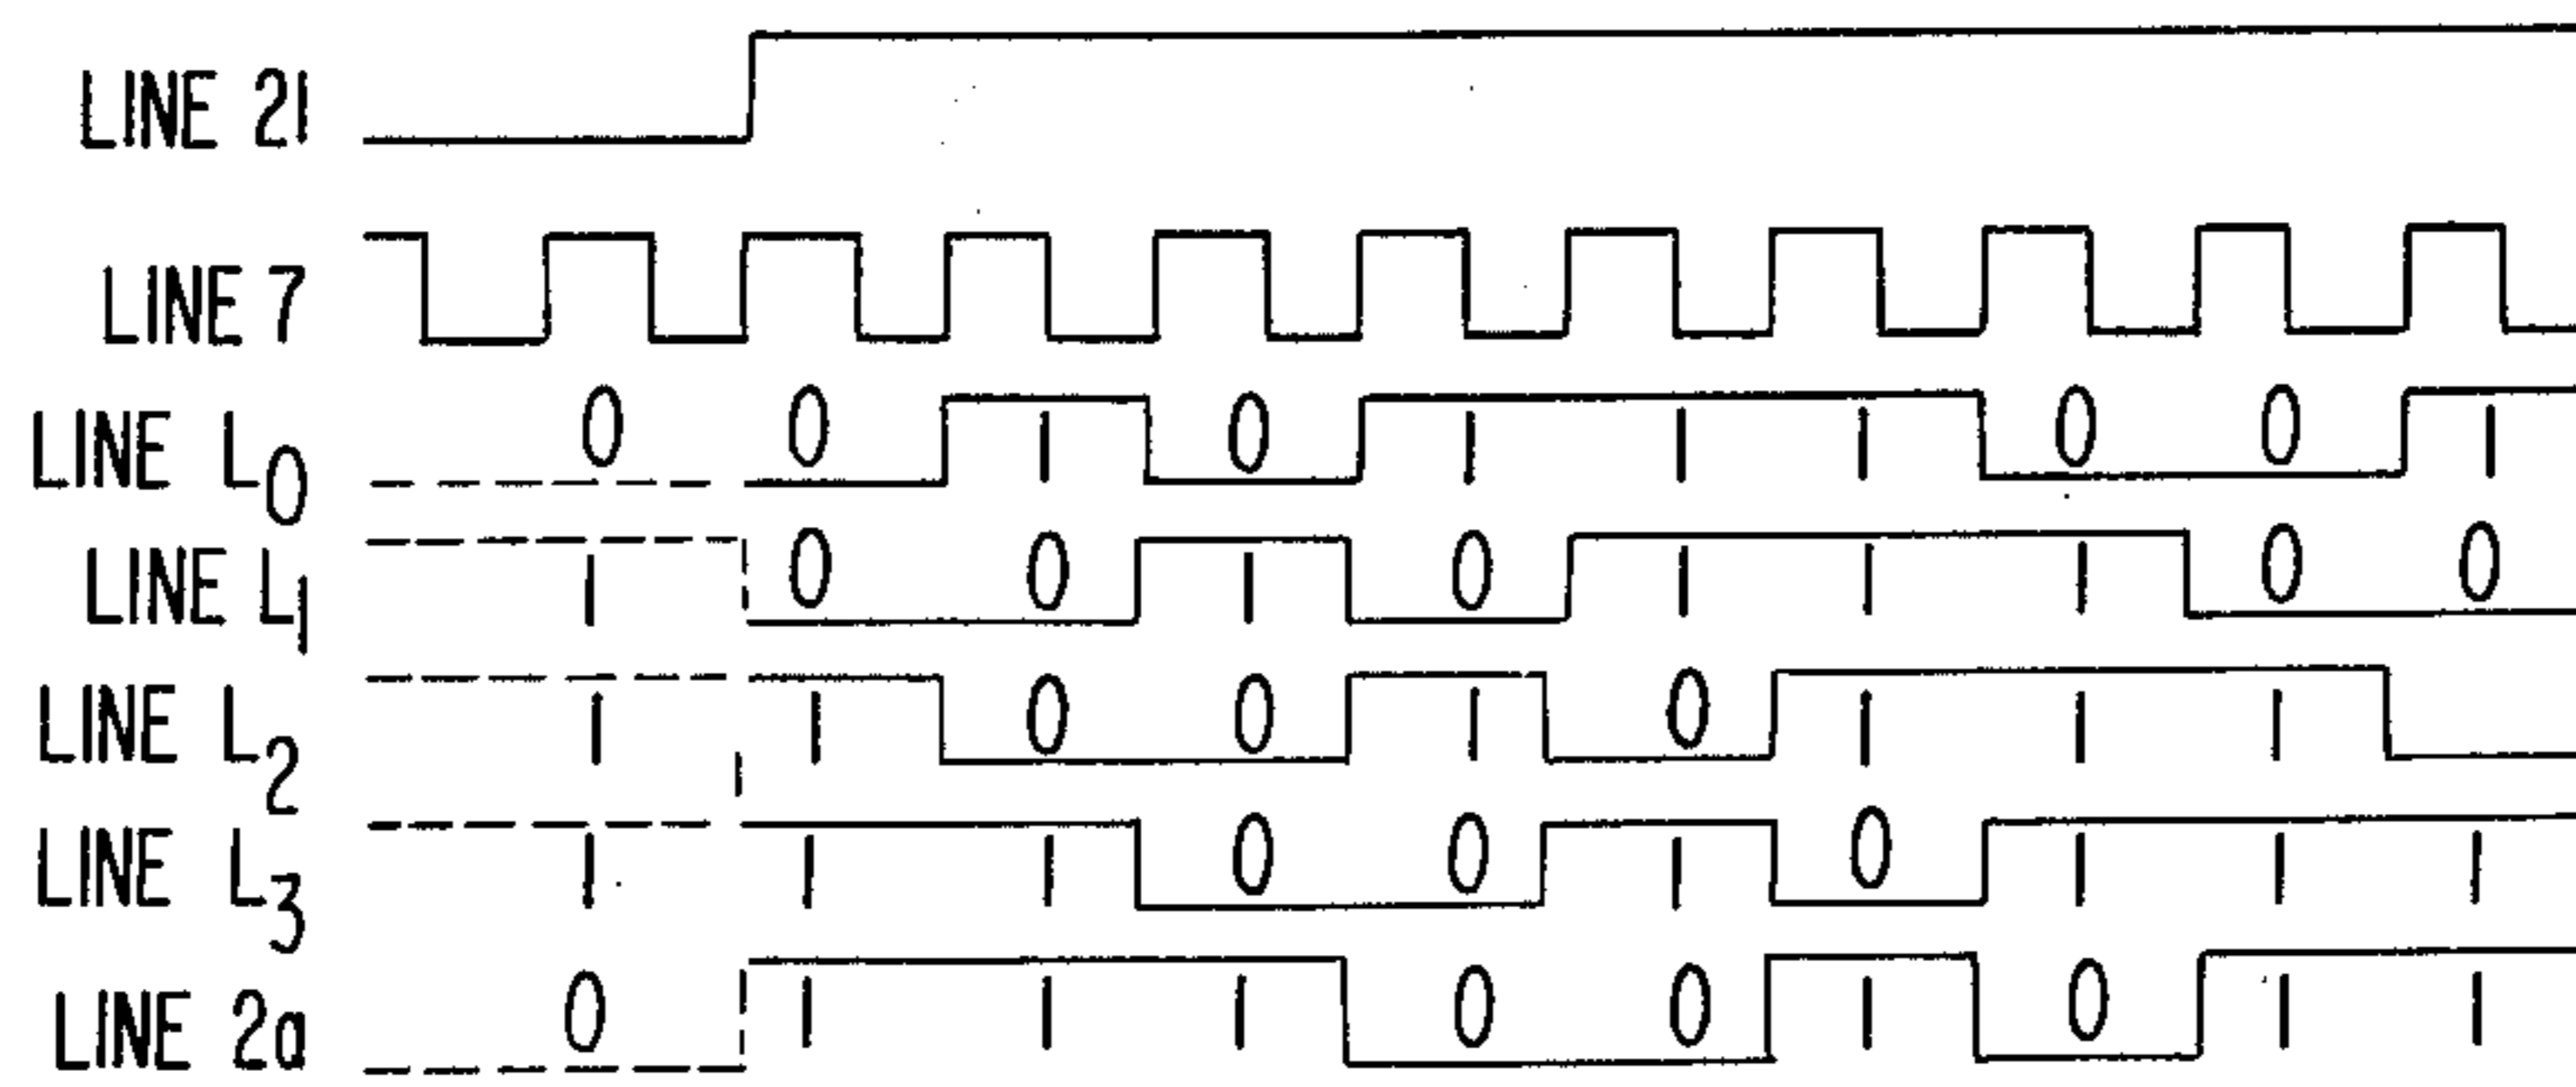 LINE 21
LINE 7
LINE L0 0 0 1 0 1 1 1 0 0 1
LINE L1 1 0 0 1 0 1 1 1 0 0
LINE L2 1 1 0 0 1 0 1 1 1
LINE L3 1 1 1 0 0 1 0 1 1 1
LINE 2a 0 1 1 1 0 0 1 0 1 1